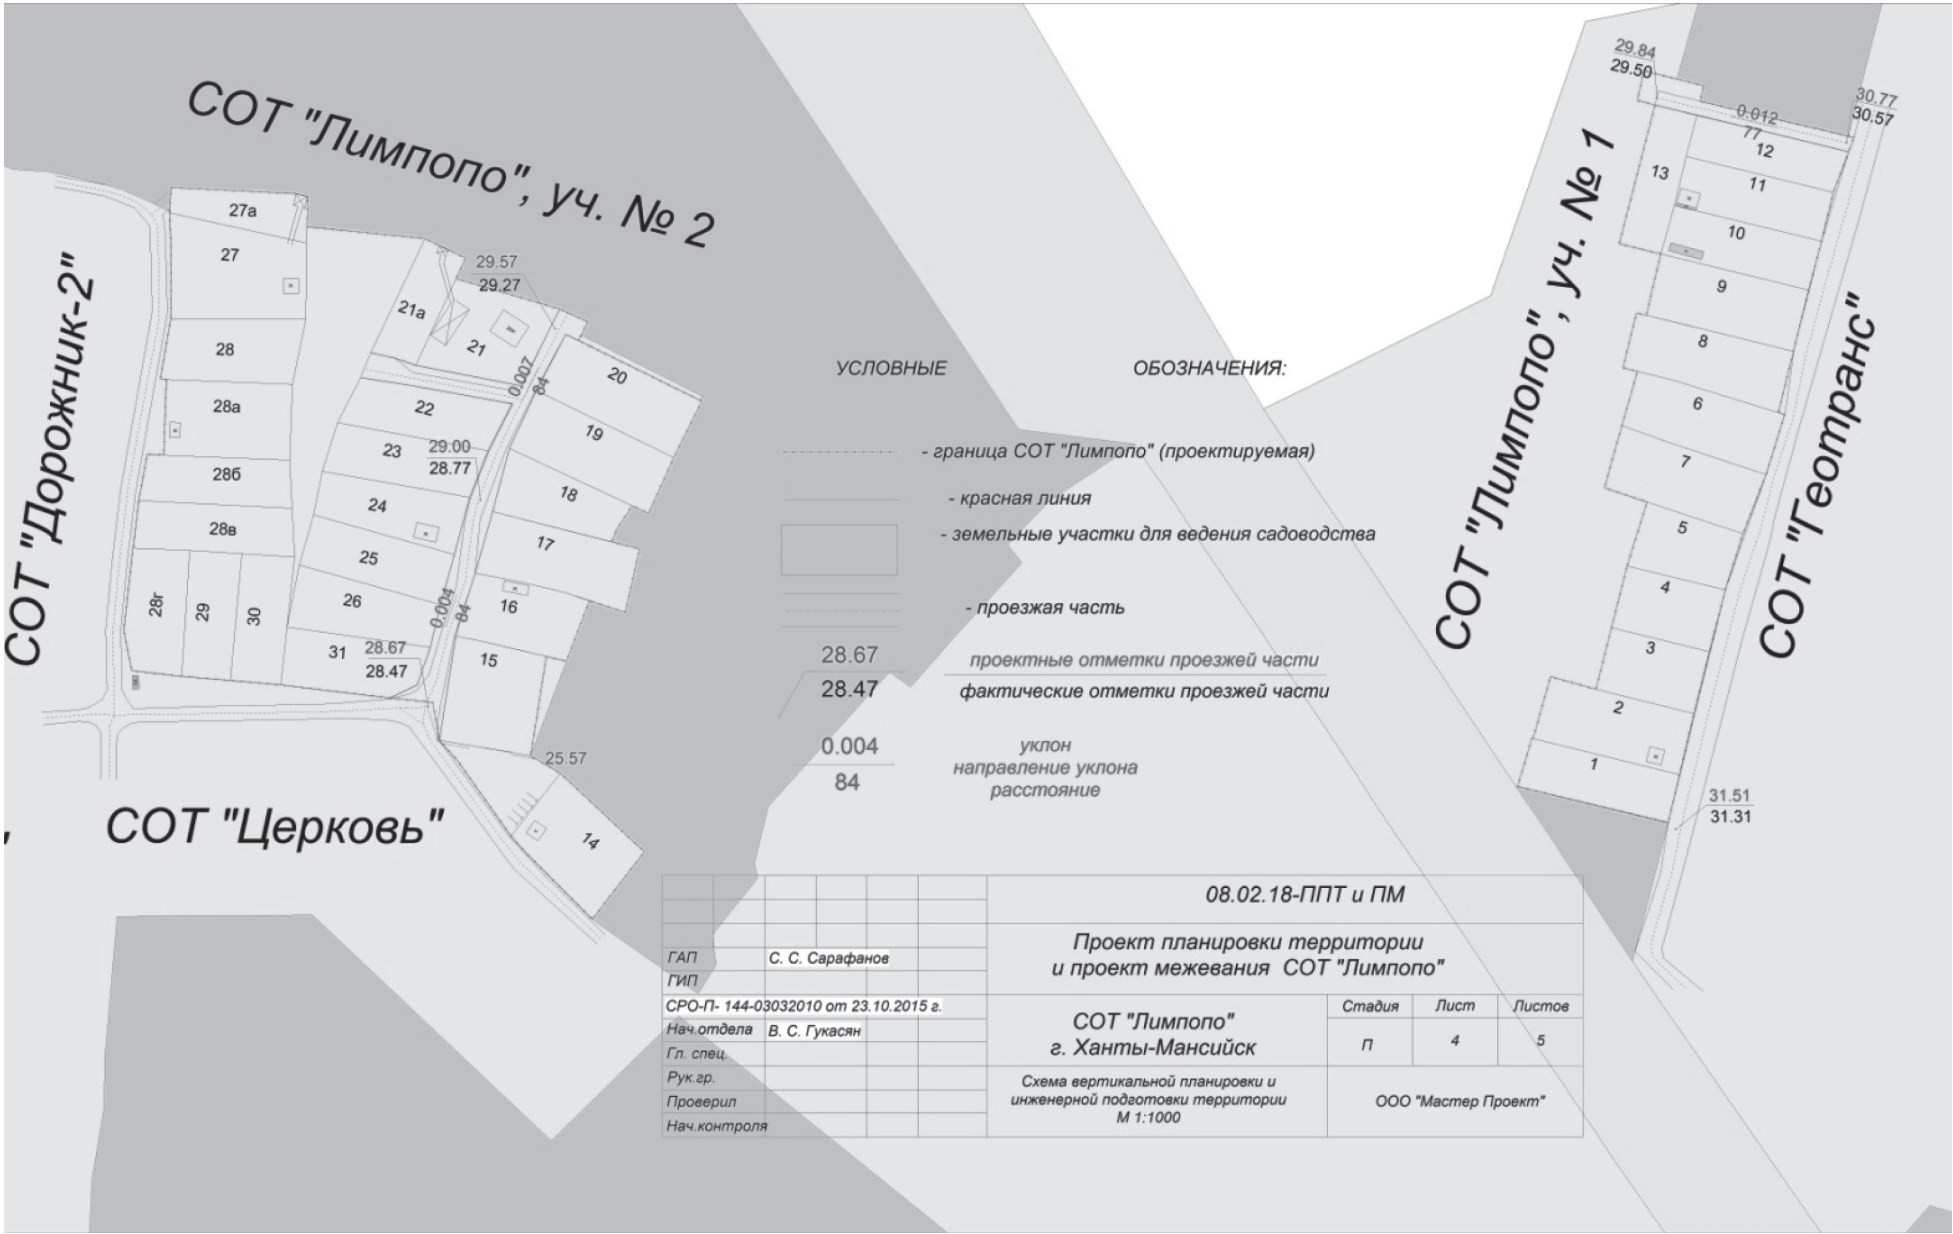 СОТ "Лимпопо", уч. № 2
СОТ "Дорожник-2"
27а
27
28
28а
28б
28в
28г
29
30
21а
21
29.57
29.27
0.007
84
20
22
19
23
29.00
28.77
24
18
25
17
26
0.004
84
16
31
28.67
28.47
15
25.57
14
СОТ "Церковь"
УСЛОВНЫЕ ОБОЗНАЧЕНИЯ:
- граница СОТ "Лимпопо" (проектируемая)
- красная линия
- земельные участки для ведения садоводства
- проезжая часть
28.67 проектные отметки проезжей части
28.47 фактические отметки проезжей части
0.004 уклон
направление уклона
84 расстояние
СОТ "Лимпопо", уч. № 1
СОТ "Геотранс"
29.84
29.50
30.77
30.57
0.012
77
12
13
11
10
9
8
6
7
5
4
3
2
1
31.51
31.31
08.02.18-ППТ и ПМ
Проект планировки территории
и проект межевания СОТ "Лимпопо"
ГАП С. С. Сарафанов
ГИП
СРО-П- 144-03032010 от 23.10.2015 г.
Нач.отдела В. С. Гукасян
Гл. спец.
Рук.гр.
Проверил
Нач.контроля
СОТ "Лимпопо"
г. Ханты-Мансийск
Стадия Лист Листов
П 4 5
Схема вертикальной планировки и
инженерной подготовки территории
М 1:1000
ООО "Мастер Проект"